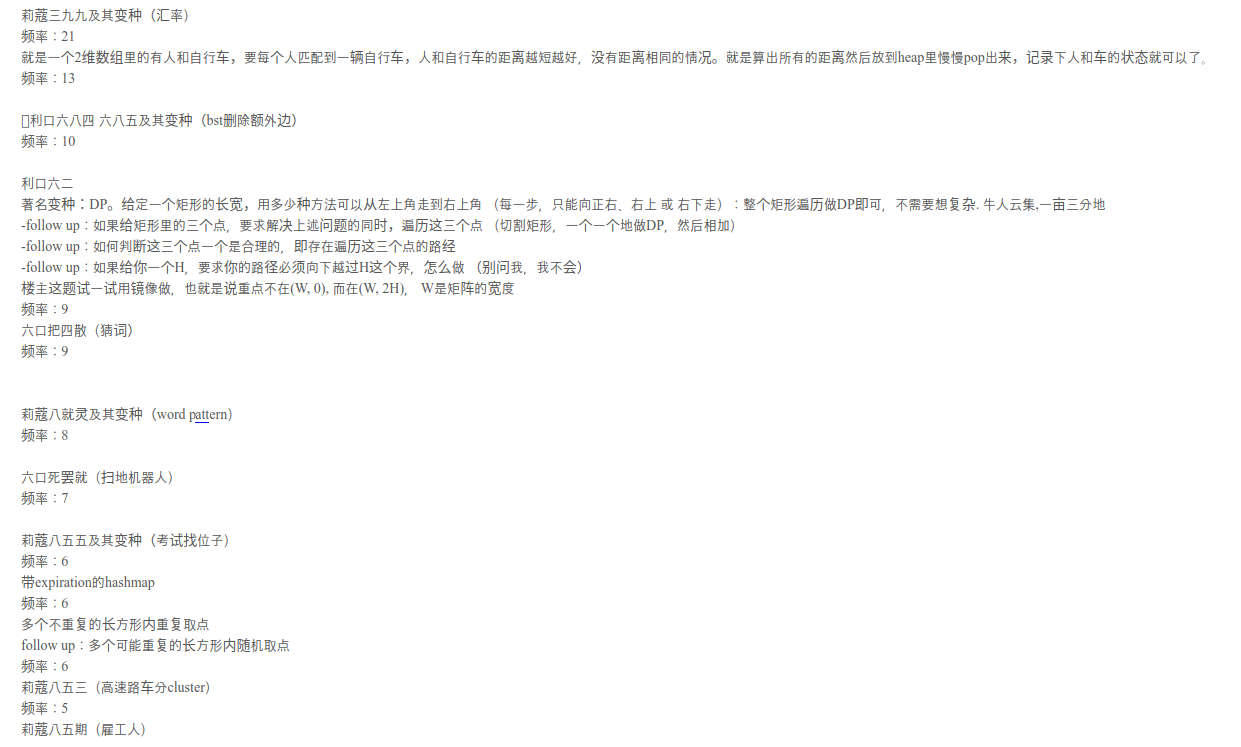 莉蔻三九九及其变种（汇率）
频率：21
就是一个2维数组里的有人和自行车，要每个人匹配到一辆自行车，人和自行车的距离越短越好，没有距离相同的情况。就是算出所有的距离然后放到heap里慢慢pop出来，记录下人和车的状态就可以了。
频率：13
利口六八四 六八五及其变种（bst删除额外边）
频率：10
利口六二
著名变种：DP。给定一个矩形的长宽，用多少种方法可以从左上角走到右上角 （每一步，只能向正右、右上 或 右下走）：整个矩形遍历做DP即可，不需要想复杂. 牛人云集,一亩三分地
-follow up：如果给矩形里的三个点，要求解决上述问题的同时，遍历这三个点 （切割矩形，一个一个地做DP，然后相加）
-follow up：如何判断这三个点一个是合理的，即存在遍历这三个点的路经
-follow up：如果给你一个H，要求你的路径必须向下越过H这个界，怎么做 （别问我，我不会）
楼主这题试一试用镜像做，也就是说重点不在(W, 0), 而在(W, 2H)， W是矩阵的宽度
频率：9
六口把四散（猜词）
频率：9
莉蔻八就灵及其变种（word pattern）
频率：8
六口死罢就（扫地机器人）
频率：7
莉蔻八五五及其变种（考试找位子）
频率：6
带expiration的hashmap
频率：6
多个不重复的长方形内重复取点
follow up：多个可能重复的长方形内随机取点
频率：6
莉蔻八五三（高速路车分cluster）
频率：5
莉蔻八五期（雇工人）